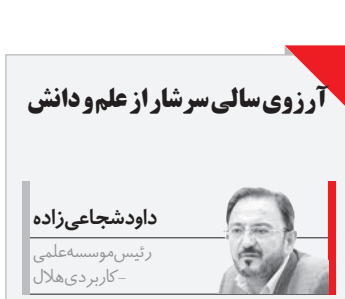 آرزوی سالی سرشار از علم و دانش
داود شجاعی‌زاده
رئیس موسسه علمی
-کاربردی هلال